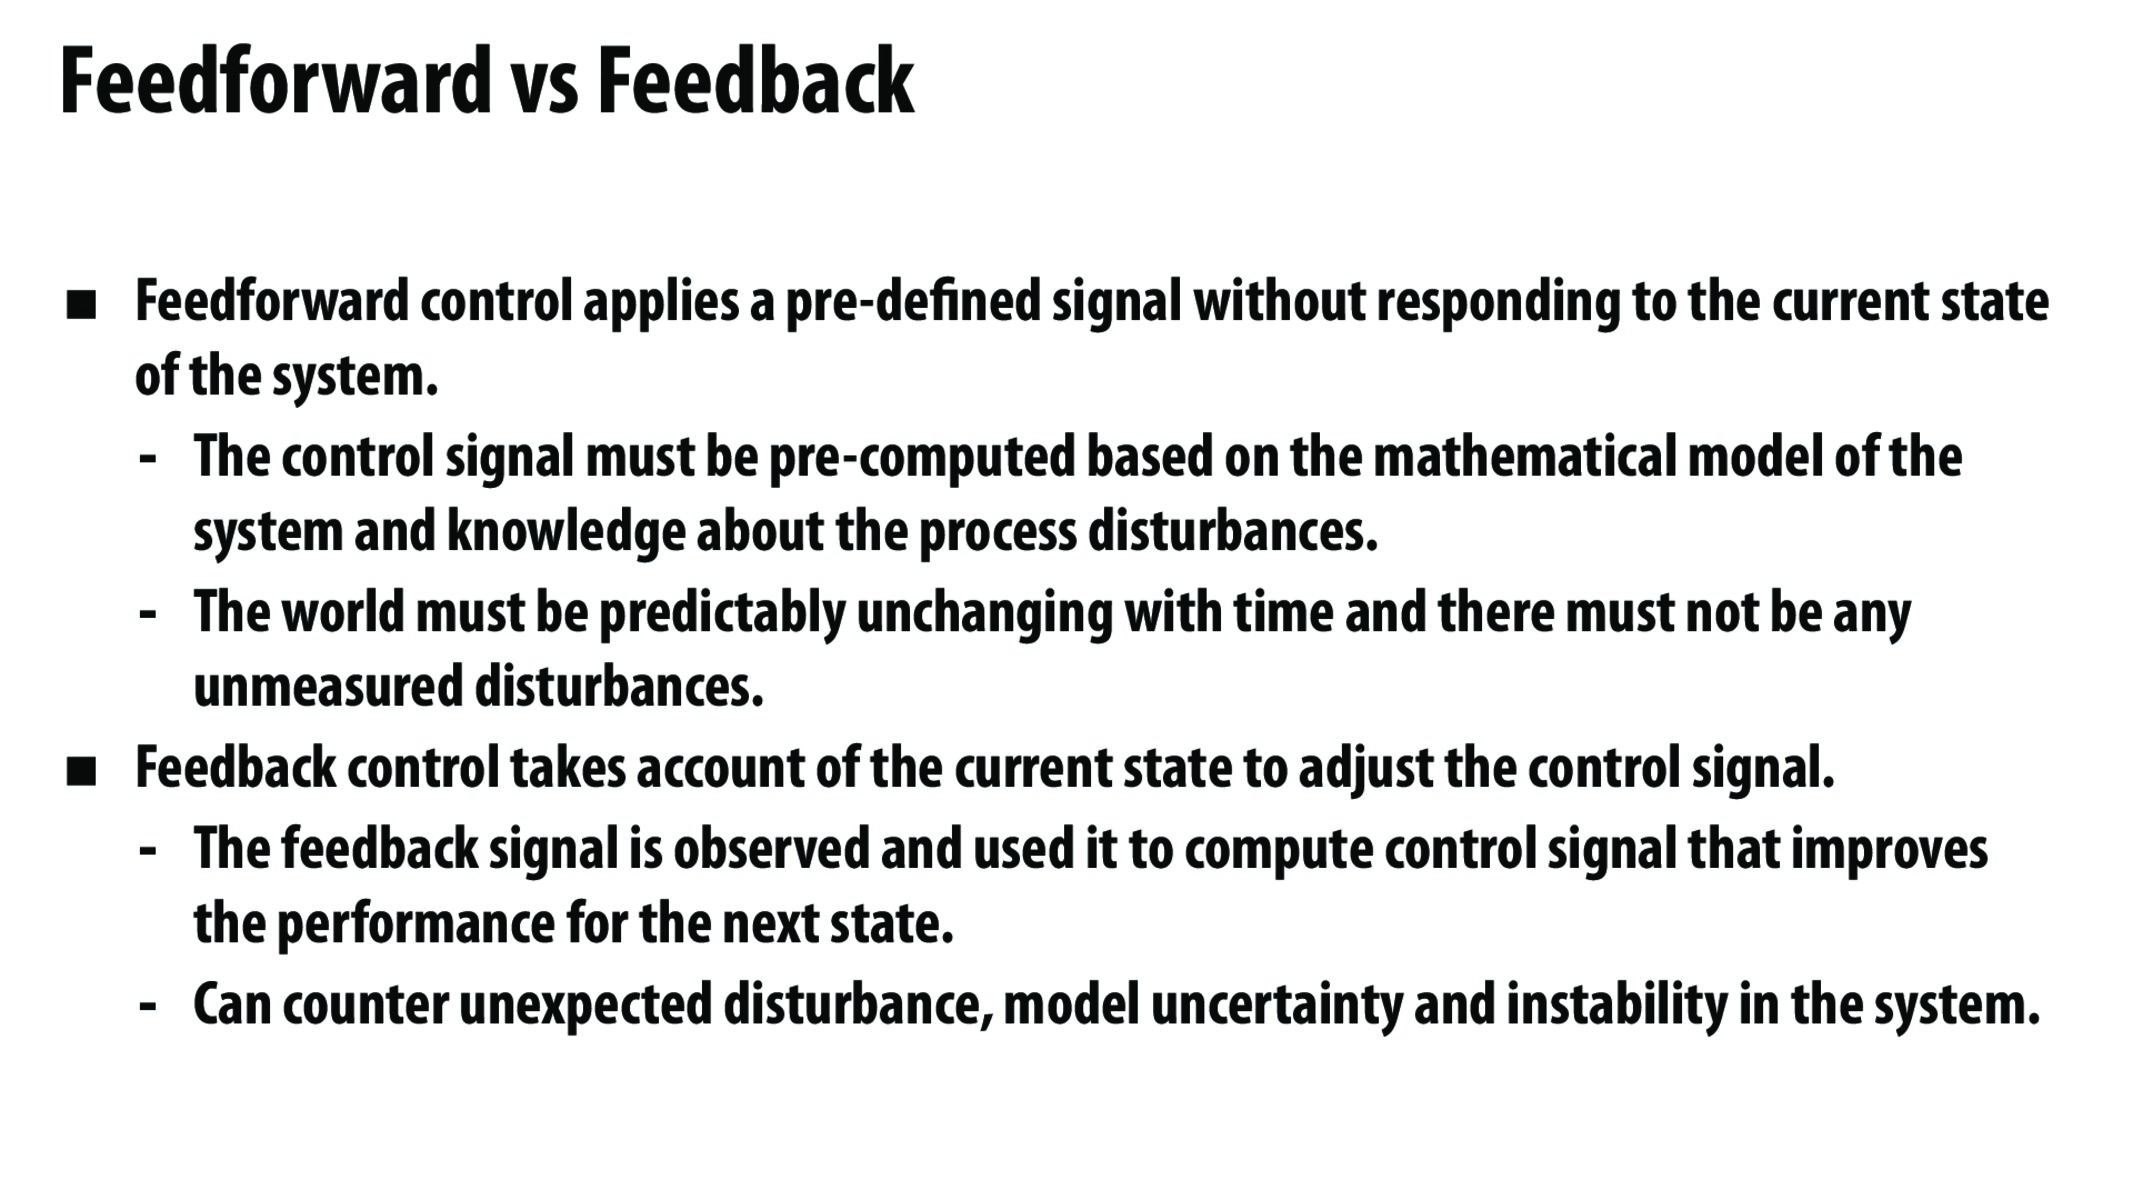 Feedforward vs Feedback
■ Feedforward control applies a pre-defined signal without responding to the current state
of the system.
- The control signal must be pre-computed based on the mathematical model of the
system and knowledge about the process disturbances.
- The world must be predictably unchanging with time and there must not be any
unmeasured disturbances.
■ Feedback control takes account of the current state to adjust the control signal.
- The feedback signal is observed and used it to compute control signal that improves
the performance for the next state.
- Can counter unexpected disturbance, model uncertainty and instability in the system.